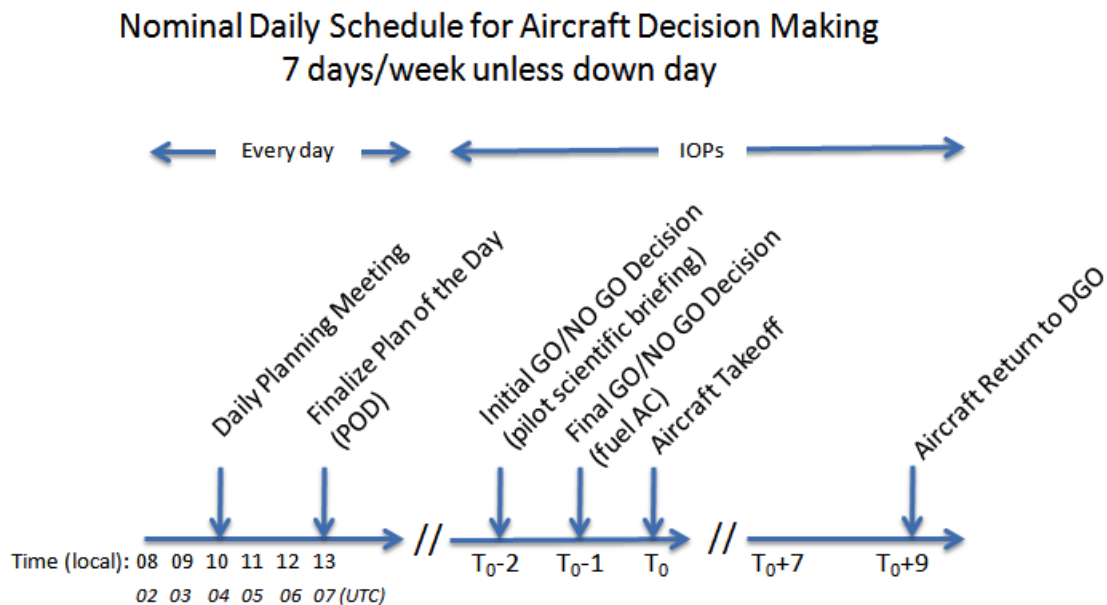 Nominal Daily Schedule for Aircraft Decision Making
7 days/week unless down day
Every day
IOPs
Daily Planning Meeting
Finalize Plan of the Day
(POD)
Initial GO/NO GO Decision
(pilot scientific briefing)
Final GO/NO GO Decision
(fuel AC)
Aircraft Takeoff
Aircraft Return to DGO
// //
Time (local): 08 09 10 11 12 13 T₀-2 T₀-1 T₀ T₀+7 T₀+9
02 03 04 05 06 07 (UTC)